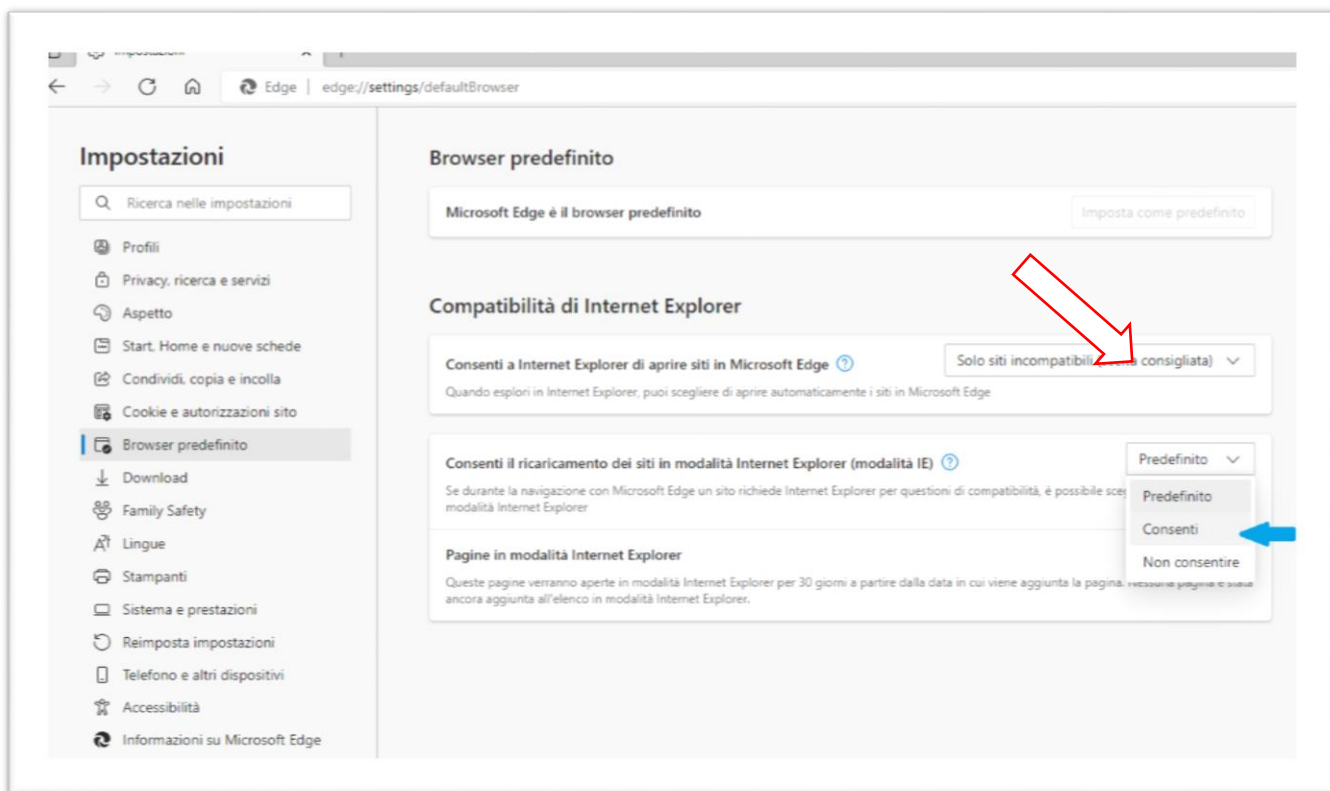 Edge | edge://settings/defaultBrowser
Impostazioni
Ricerca nelle impostazioni
Profili
Privacy, ricerca e servizi
Aspetto
Start, Home e nuove schede
Condividi, copia e incolla
Cookie e autorizzazioni sito
Browser predefinito
Download
Family Safety
Lingue
Stampanti
Sistema e prestazioni
Reimposta impostazioni
Telefono e altri dispositivi
Accessibilità
Informazioni su Microsoft Edge
Browser predefinito
Microsoft Edge è il browser predefinito
Imposta come predefinito
Compatibilità di Internet Explorer
Consenti a Internet Explorer di aprire siti in Microsoft Edge
Solo siti incompatibili consigliata)
Quando esplori in Internet Explorer, puoi scegliere di aprire automaticamente i siti in Microsoft Edge
Consenti il ricaricamento dei siti in modalità Internet Explorer (modalità IE)
Predefinito
Se durante la navigazione con Microsoft Edge un sito richiede Internet Explorer per questioni di compatibilità, è possibile
modalità Internet Explorer
Predefinito
Consenti
Non consentire
Pagine in modalità Internet Explorer
Queste pagine verranno aperte in modalità Internet Explorer per 30 giorni a partire dalla data in cui viene aggiunta la pagina.
ancora aggiunta all'elenco in modalità Internet Explorer.